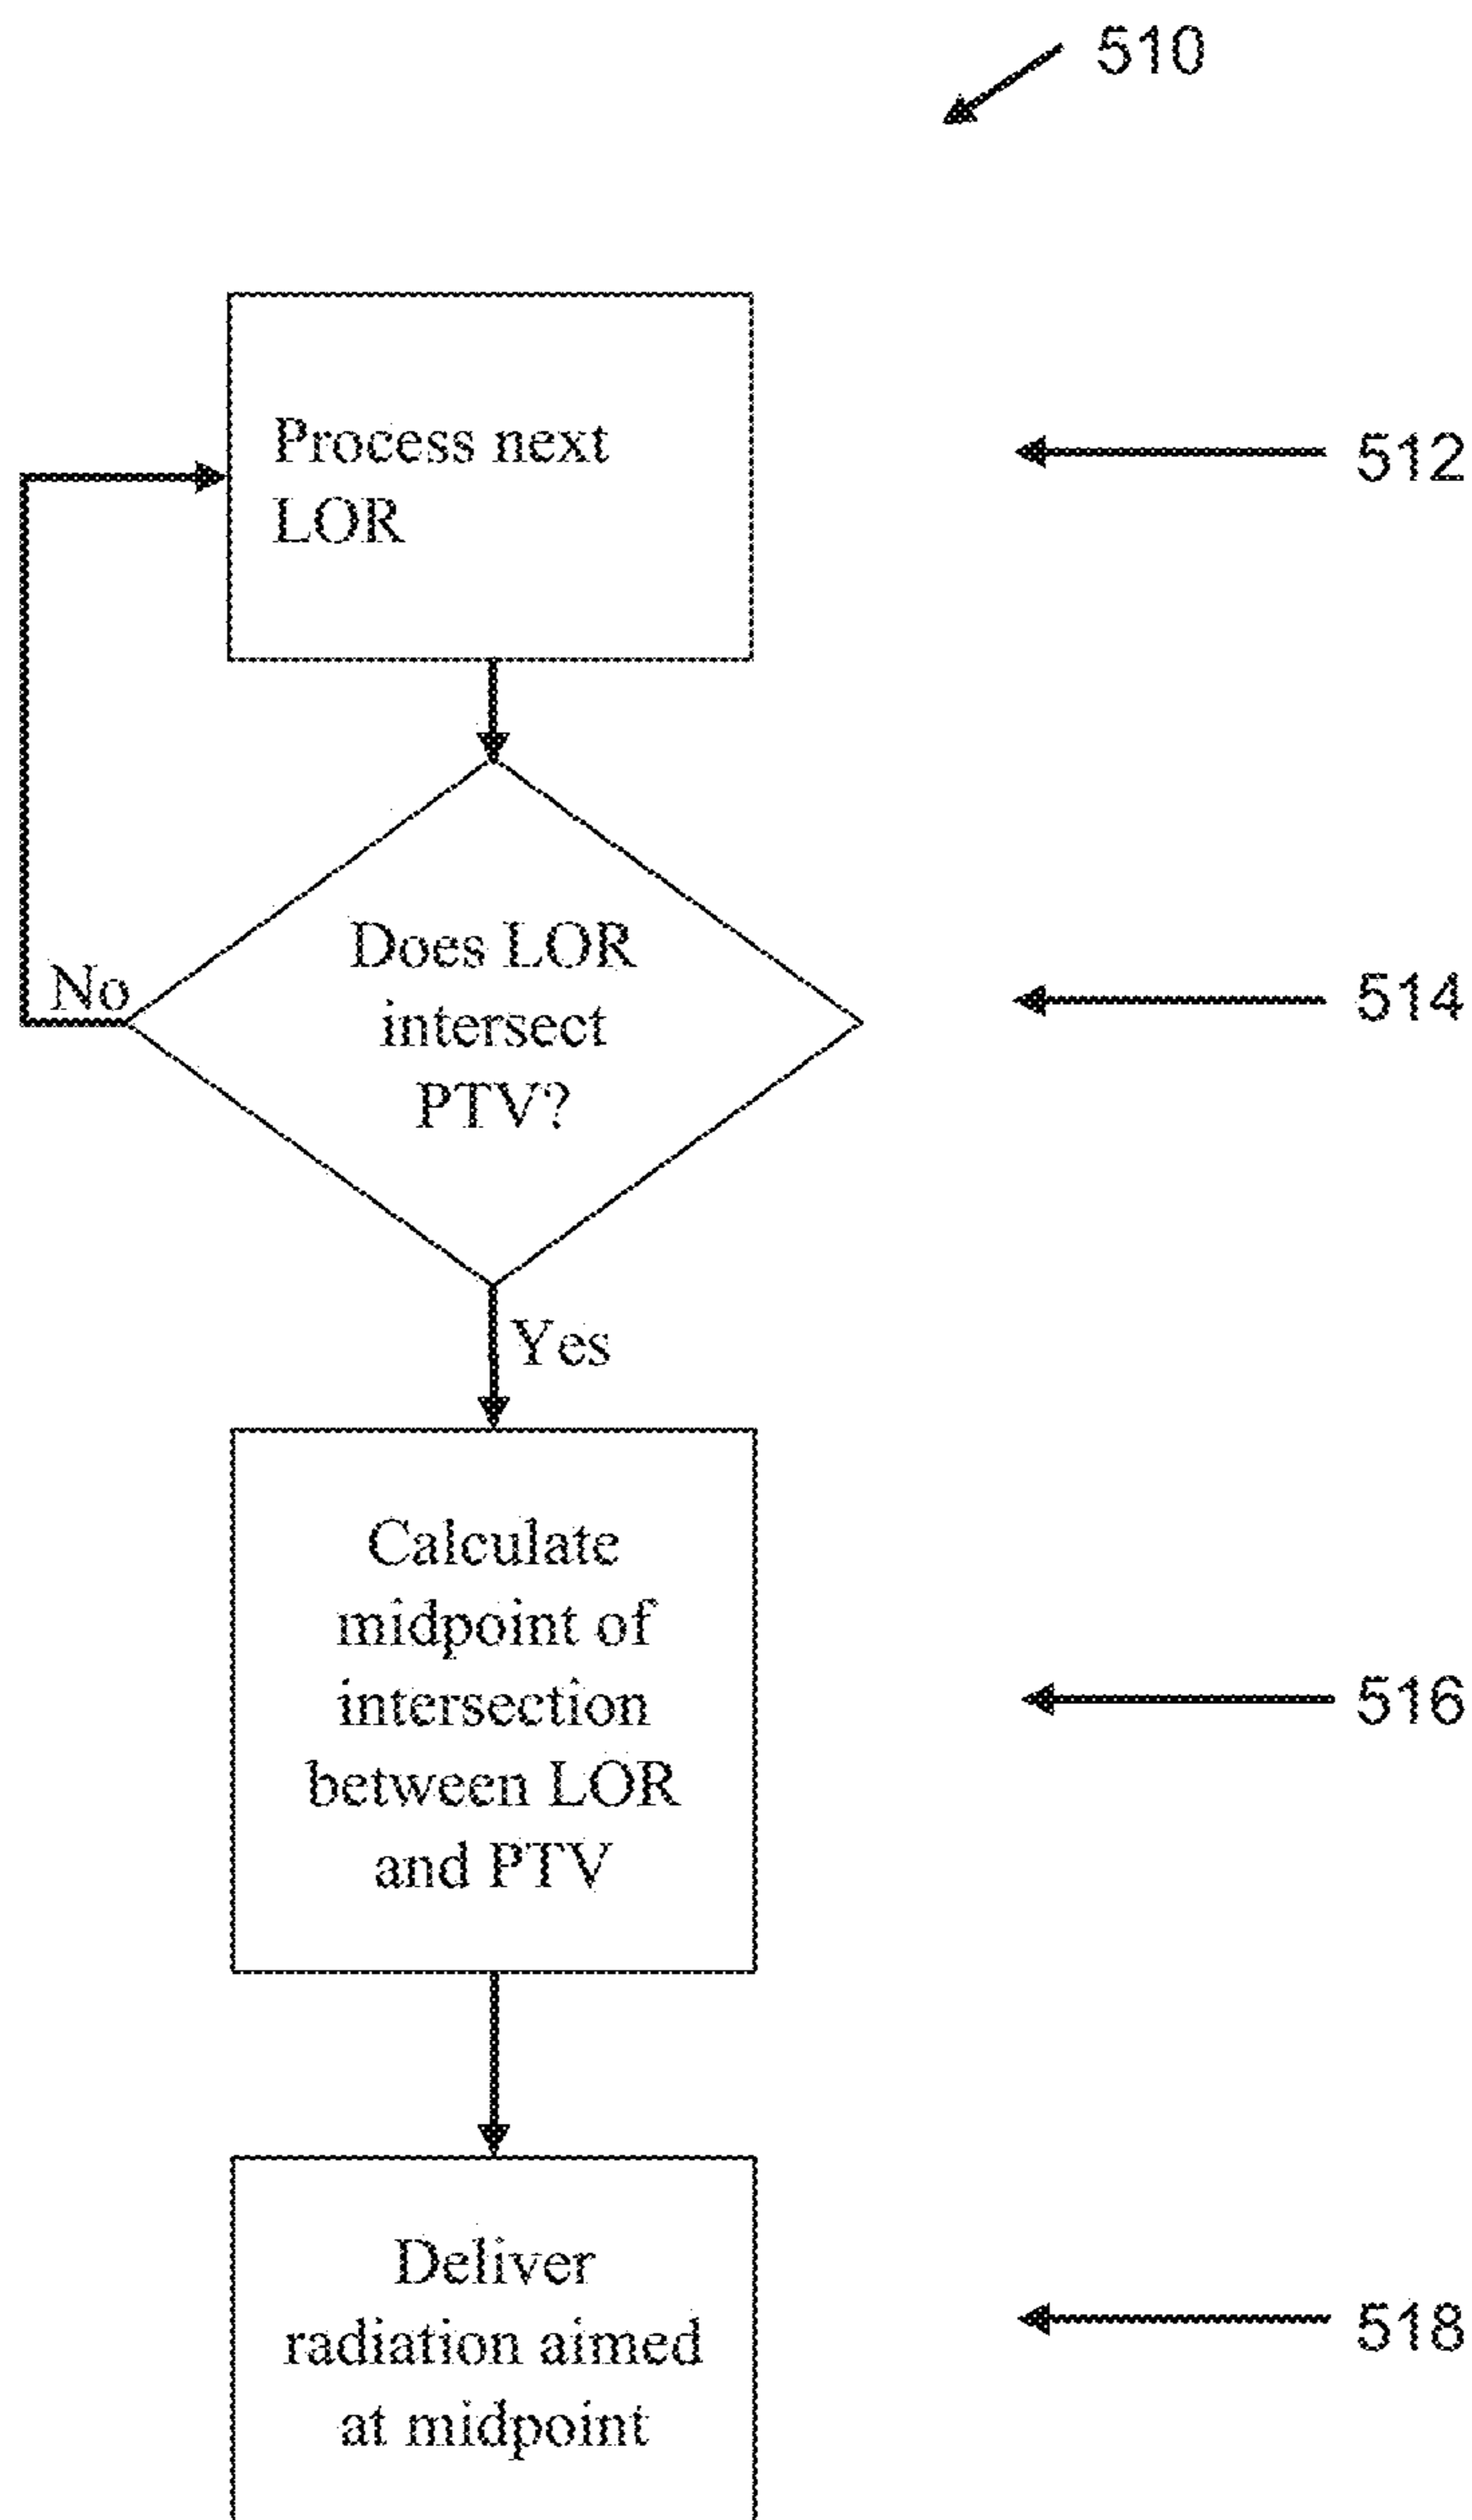 510
Process next
LOR
512
Does LOR
intersect
PTV?
514
No
Yes
Calculate
midpoint of
intersection
between LOR
and PTV
516
Deliver
radiation aimed
at midpoint
518